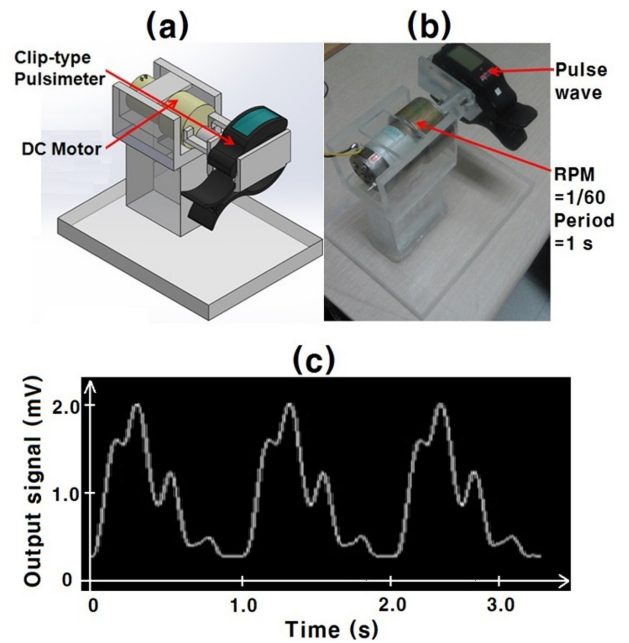 (a)
(b)
Clip-type
Pulsimeter
DC Motor
Pulse
wave
RPM
=1/60
Period
=1 s
(c)
Output signal (mV)
2.0
1.0
0
0
1.0
2.0
3.0
Time (s)